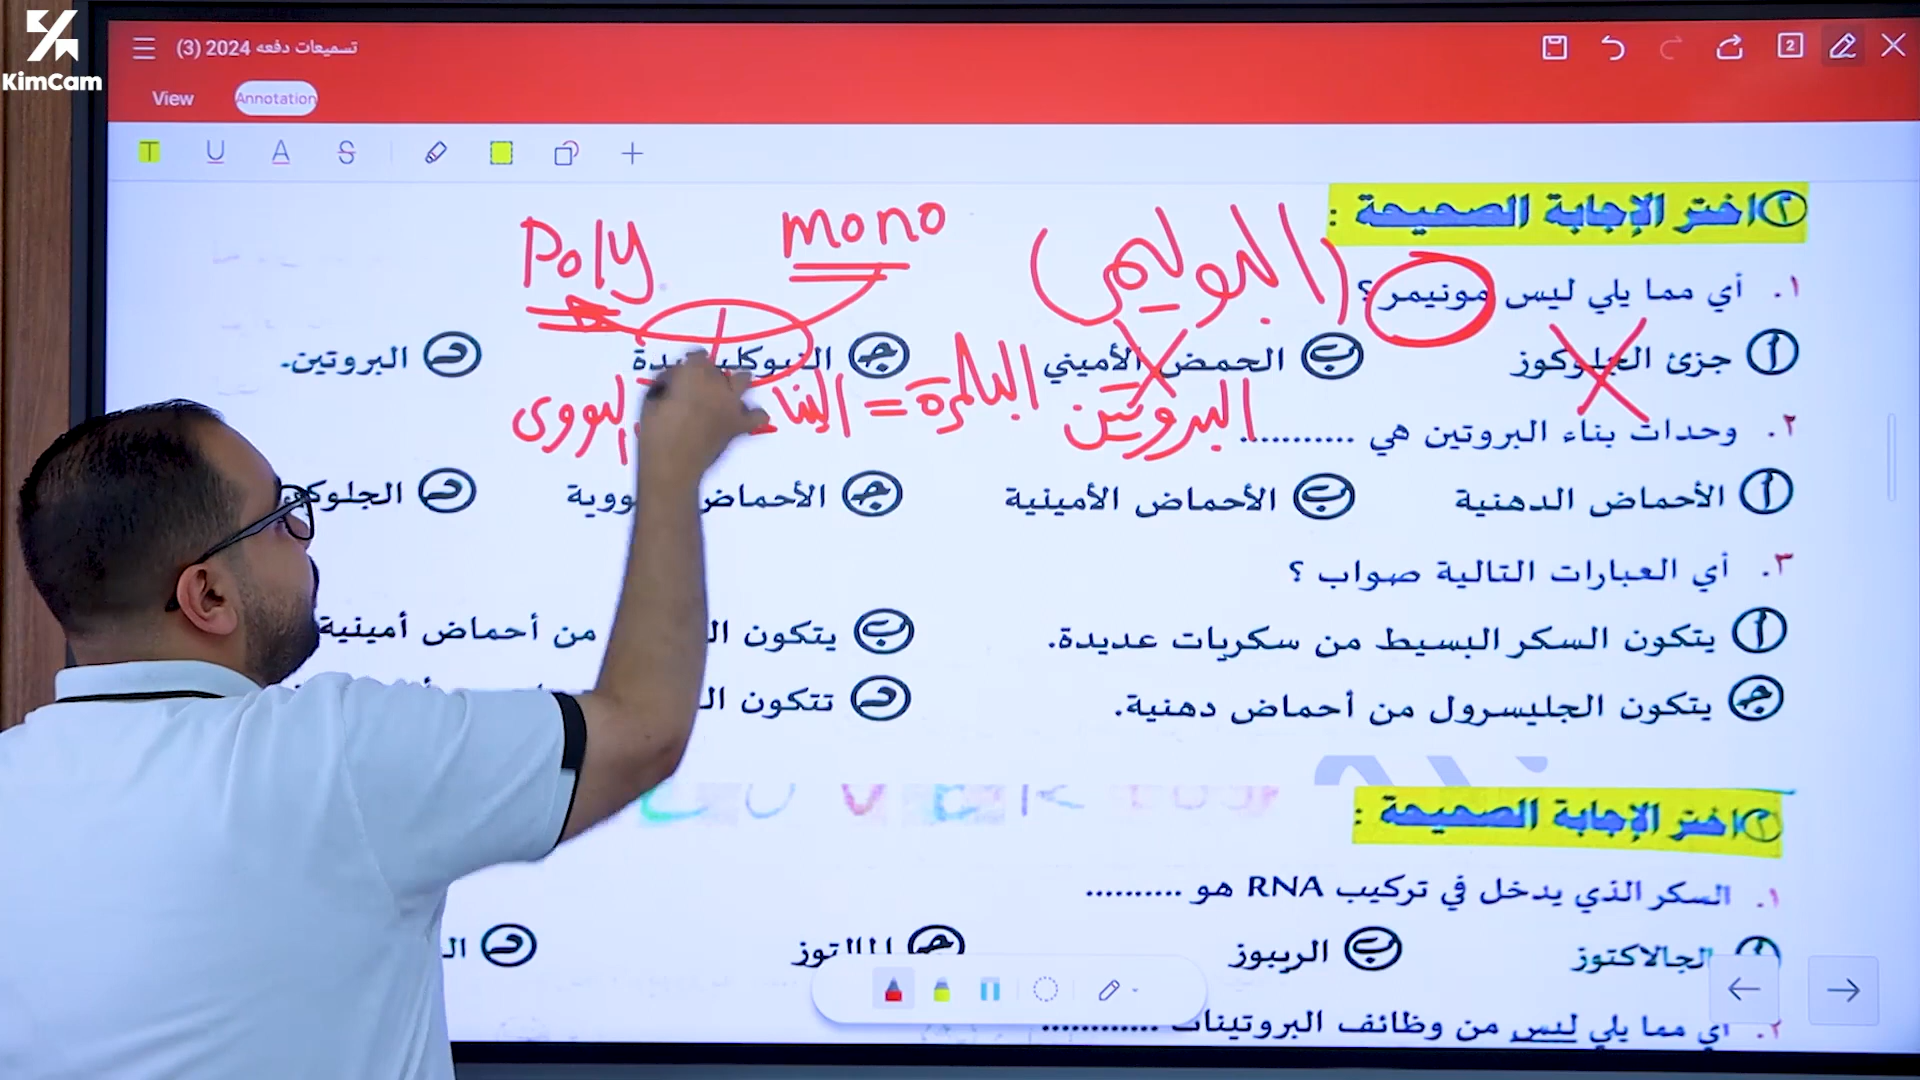 KimCam
تسميعات دفعه 2024 (3)
View
Annotation
T U A S
2
٢ اختر الإجابة الصحيحة :
Poly mono (البوليمر)
١. أي مما يلي ليس مونيمر ؟
أ جزئ الجلوكوز ب الحمض الأميني ج د البروتين.
البروتين البلمرة =
٢. وحدات بناء البروتين هي ...........
أ الأحماض الدهنية ب الأحماض الأمينية ج الأحماض د
٣. أي العبارات التالية صواب ؟
أ يتكون السكر البسيط من سكريات عديدة. ب يتكون من أحماض أمينية
ج يتكون الجليسرول من أحماض دهنية. د تتكون
٢ اختر الإجابة الصحيحة :
١. السكر الذي يدخل في تركيب RNA هو ..........
أ الجالاكتوز ب الريبوز ج د
٢. أي مما يلي ليس من وظائف البروتينات ............